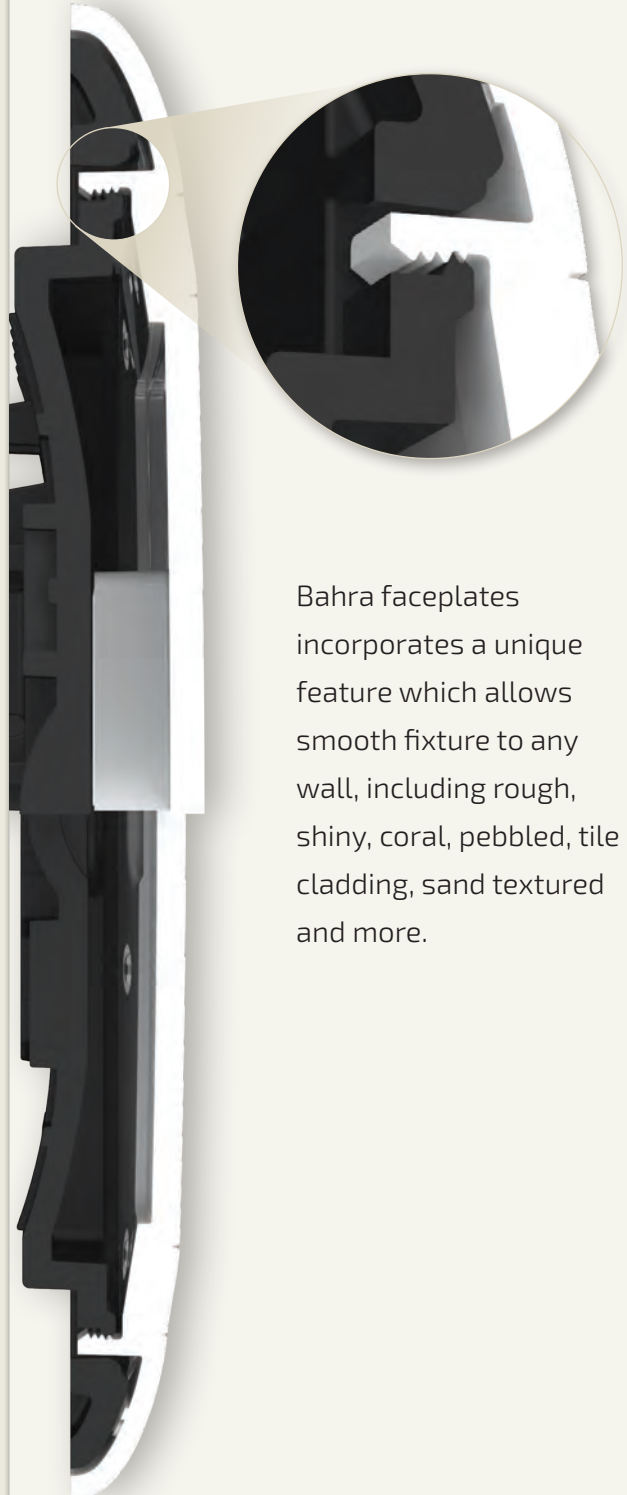 Bahra faceplates
incorporates a unique
feature which allows
smooth fixture to any
wall, including rough,
shiny, coral, pebbled, tile
cladding, sand textured
and more.